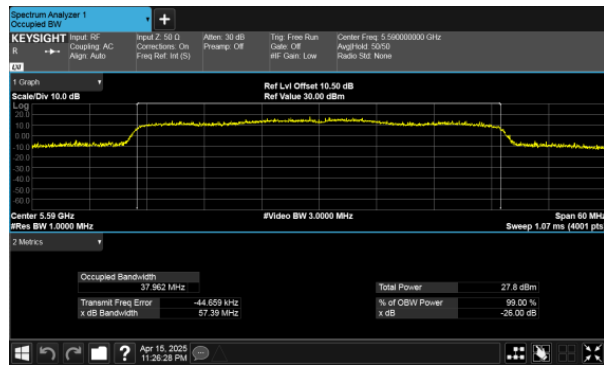 Spectrum Analyzer 1
Occupied BW
+
KEYSIGHT Input: RF Input Z: 50 Ω Atten: 30 dB Trig: Free Run Center Freq: 5.590000000 GHz
R Coupling: AC Corrections: On Preamp: Off Gate: Off Avg|Hold: 50/50
Align: Auto Freq Ref: Int (S) #IF Gain: Low Radio Std: None
LXI
1 Graph
Ref Lvl Offset 10.50 dB
Scale/Div 10.0 dB Ref Value 30.00 dBm
Log
20.0
10.0
0.00
-10.0
-20.0
-30.0
-40.0
-50.0
-60.0
Center 5.59 GHz #Video BW 3.0000 MHz Span 60 MHz
#Res BW 1.0000 MHz Sweep 1.07 ms (4001 pts
2 Metrics
Occupied Bandwidth
37.962 MHz Total Power 27.8 dBm
Transmit Freq Error -44.659 kHz % of OBW Power 99.00 %
x dB Bandwidth 57.39 MHz x dB -26.00 dB
? Apr 15, 2025
11:26:28 PM